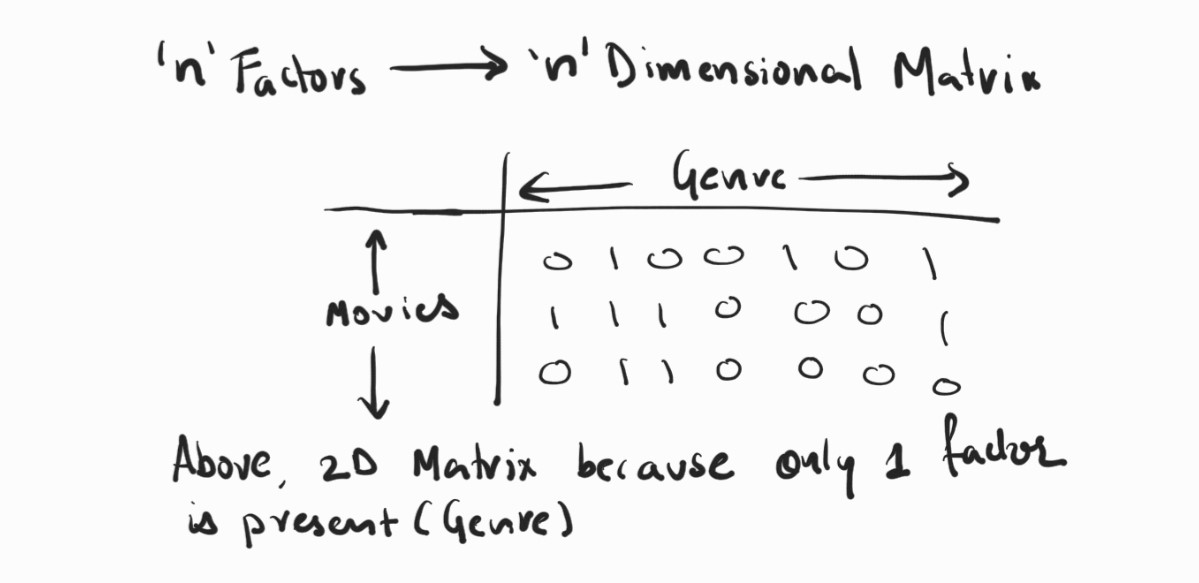 'n' Factors → 'n' Dimensional Matrix
← Genre →
0 1 0 0 1 0 1
Movies
1 1 1 0 0 0 1
0 1 1 0 0 0 0
Above, 2D Matrix because only 1 factor
is present (Genre)